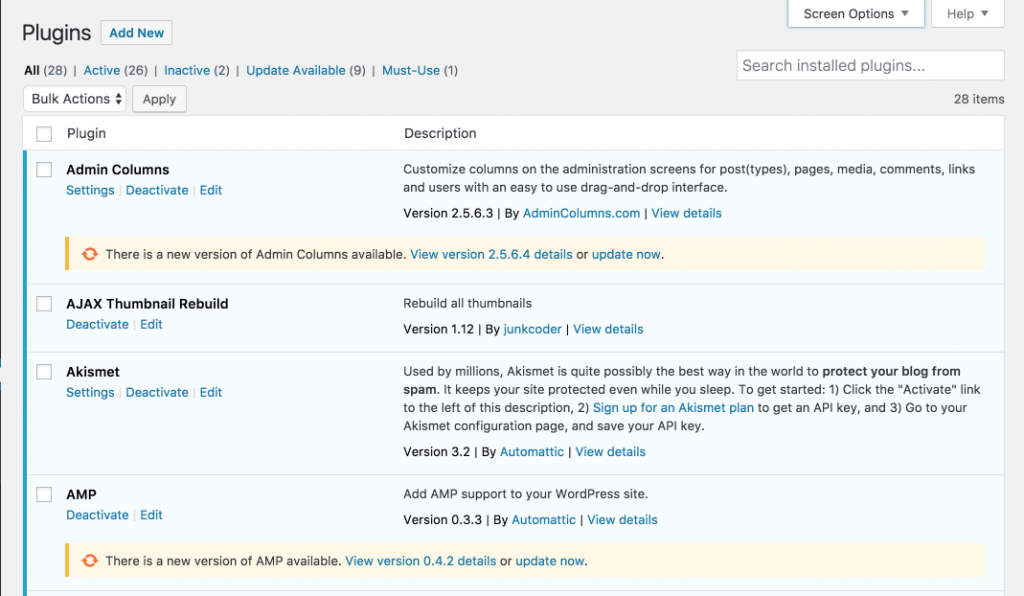 Screen Options ▼ Help ▼
Plugins Add New
All (28) | Active (26) | Inactive (2) | Update Available (9) | Must-Use (1)
Search installed plugins...
Bulk Actions Apply
28 items
Plugin Description
Admin Columns
Settings | Deactivate | Edit
Customize columns on the administration screens for post(types), pages, media, comments, links
and users with an easy to use drag-and-drop interface.
Version 2.5.6.3 | By AdminColumns.com | View details
There is a new version of Admin Columns available. View version 2.5.6.4 details or update now.
AJAX Thumbnail Rebuild
Deactivate | Edit
Rebuild all thumbnails
Version 1.12 | By junkcoder | View details
Akismet
Settings | Deactivate | Edit
Used by millions, Akismet is quite possibly the best way in the world to protect your blog from
spam. It keeps your site protected even while you sleep. To get started: 1) Click the "Activate" link
to the left of this description, 2) Sign up for an Akismet plan to get an API key, and 3) Go to your
Akismet configuration page, and save your API key.
Version 3.2 | By Automattic | View details
AMP
Deactivate | Edit
Add AMP support to your WordPress site.
Version 0.3.3 | By Automattic | View details
There is a new version of AMP available. View version 0.4.2 details or update now.